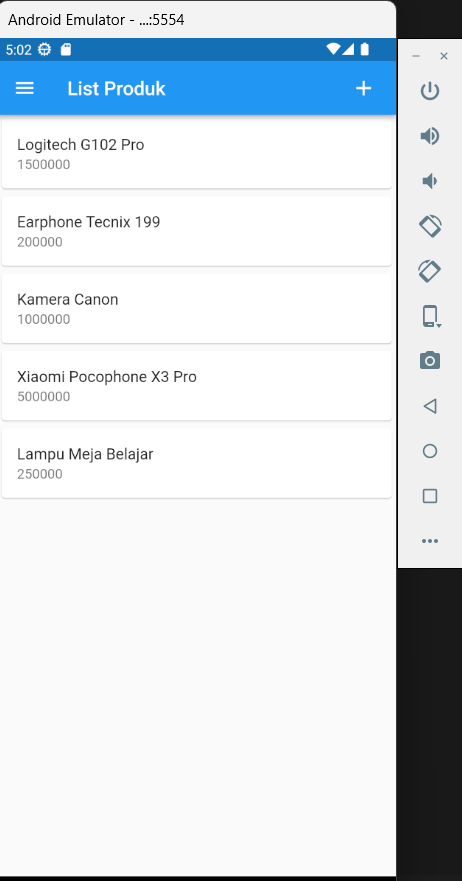 Android Emulator - ...:5554
5:02
List Produk
Logitech G102 Pro
1500000
Earphone Tecnix 199
200000
Kamera Canon
1000000
Xiaomi Pocophone X3 Pro
5000000
Lampu Meja Belajar
250000